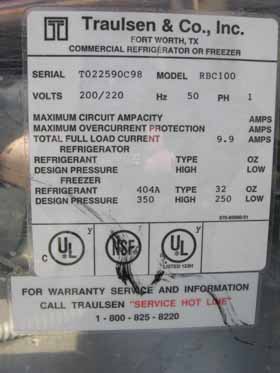 Traulsen & Co., Inc.
FORT WORTH, TX
COMMERCIAL REFRIGERATOR OR FREEZER
SERIAL T022590C98 MODEL RBC100
VOLTS 200/220 Hz 50 PH 1
MAXIMUM CIRCUIT AMPACITY AMPS
MAXIMUM OVERCURRENT PROTECTION AMPS
TOTAL FULL LOAD CURRENT 9.9 AMPS
REFRIGERATOR
REFRIGERANT TYPE OZ
DESIGN PRESSURE HIGH LOW
FREEZER
REFRIGERANT 404A TYPE 32 OZ
DESIGN PRESSURE 350 HIGH 250 LOW
C UL NSF UL
FOR WARRANTY SERVICE AND INFORMATION
CALL TRAULSEN "SERVICE HOT LINE"
1 - 800 - 825 - 8220